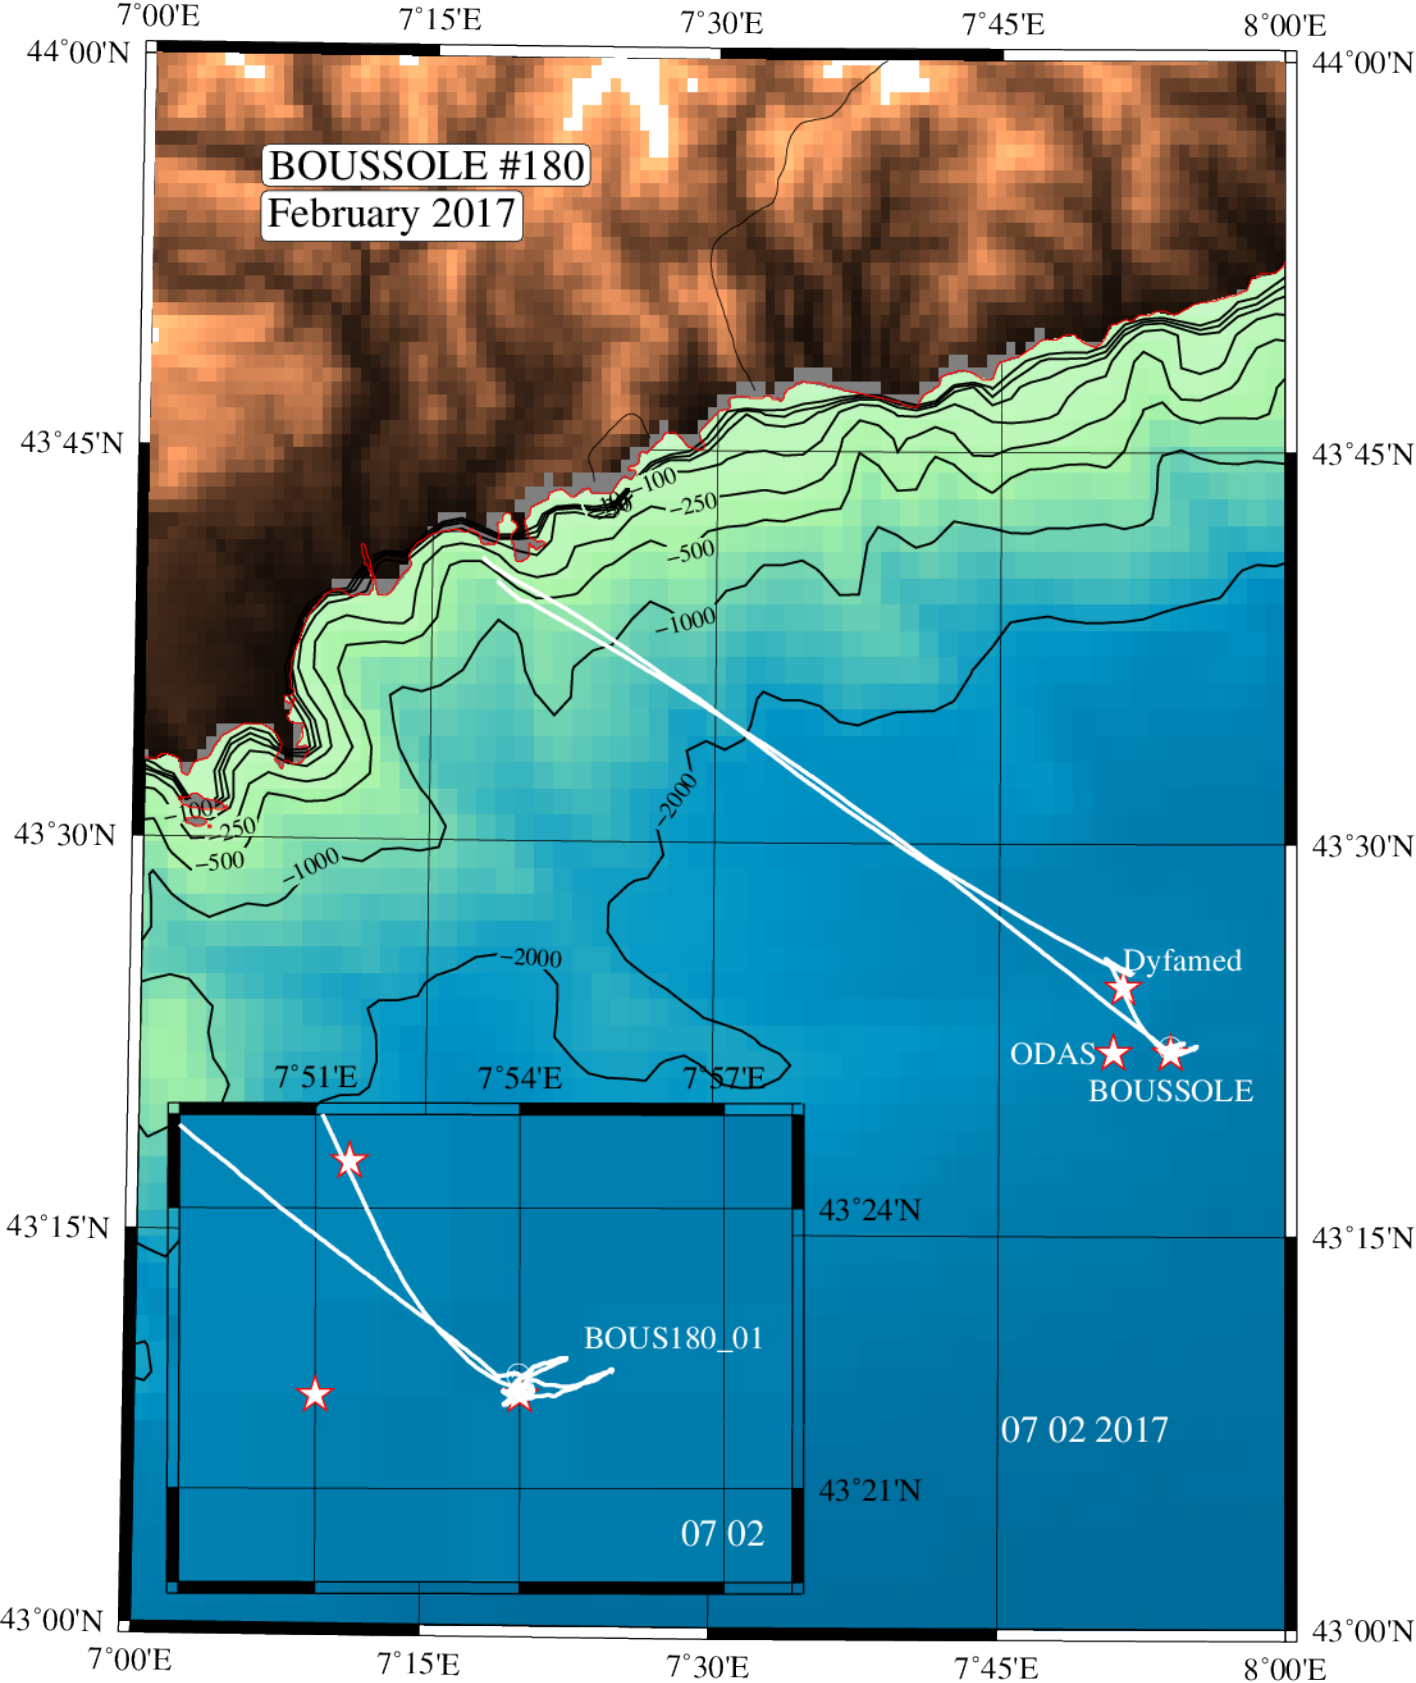 7°00'E 7°15'E 7°30'E 7°45'E 8°00'E
44°00'N 44°00'N
BOUSSOLE #180
February 2017
43°45'N 43°45'N
−100
−250
−500
−1000
−2000
−100
−250
−500
−1000
43°30'N 43°30'N
−2000
Dyfamed
ODAS
BOUSSOLE
7°51'E 7°54'E 7°57'E
43°24'N
43°15'N 43°15'N
BOUS180_01
07 02 2017
43°21'N
07 02
43°00'N 43°00'N
7°00'E 7°15'E 7°30'E 7°45'E 8°00'E